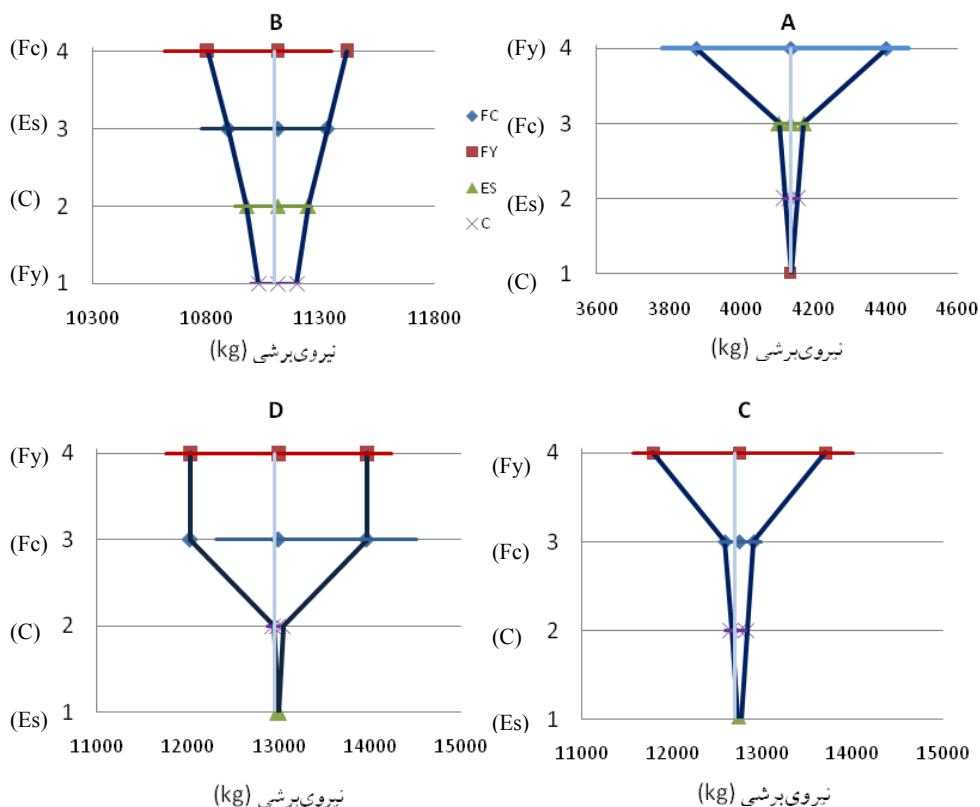 B
(Fc) 4
(Es) 3
(C) 2
(Fy) 1
10300 10800 11300 11800
نیروی‌برشی (kg)
FC
FY
ES
C
A
(Fy) 4
(Fc) 3
(Es) 2
(C) 1
3600 3800 4000 4200 4400 4600
نیروی‌برشی (kg)
D
(Fy) 4
(Fc) 3
(C) 2
(Es) 1
11000 12000 13000 14000 15000
نیروی‌برشی (kg)
C
(Fy) 4
(Fc) 3
(C) 2
(Es) 1
11000 12000 13000 14000 15000
نیروی‌برشی (kg)